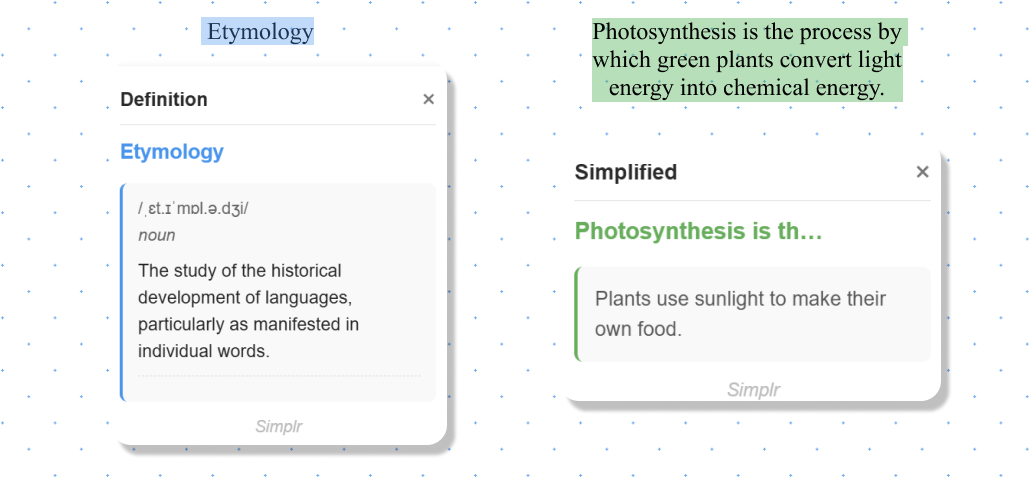 Etymology
Definition ×
Etymology
/ˌɛt.ɪˈmɒl.ə.dʒi/
noun
The study of the historical
development of languages,
particularly as manifested in
individual words.
Simplr
Photosynthesis is the process by
which green plants convert light
energy into chemical energy.
Simplified ×
Photosynthesis is th…
Plants use sunlight to make their
own food.
Simplr